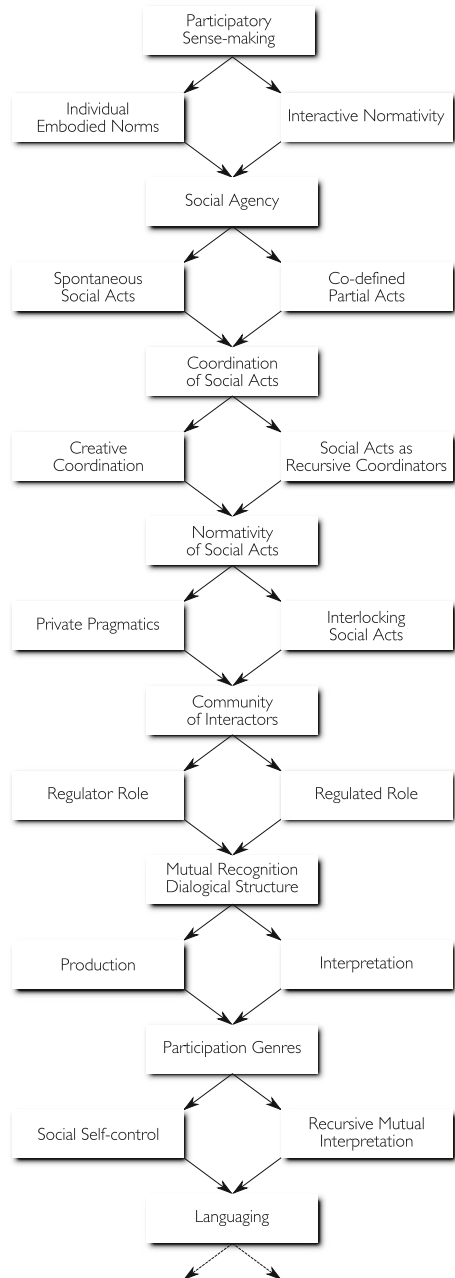 Participatory
Sense-making
Individual
Embodied Norms
Interactive Normativity
Social Agency
Spontaneous
Social Acts
Co-defined
Partial Acts
Coordination
of Social Acts
Creative
Coordination
Social Acts as
Recursive Coordinators
Normativity
of Social Acts
Private Pragmatics
Interlocking
Social Acts
Community
of Interactors
Regulator Role
Regulated Role
Mutual Recognition
Dialogical Structure
Production
Interpretation
Participation Genres
Social Self-control
Recursive Mutual
Interpretation
Languaging